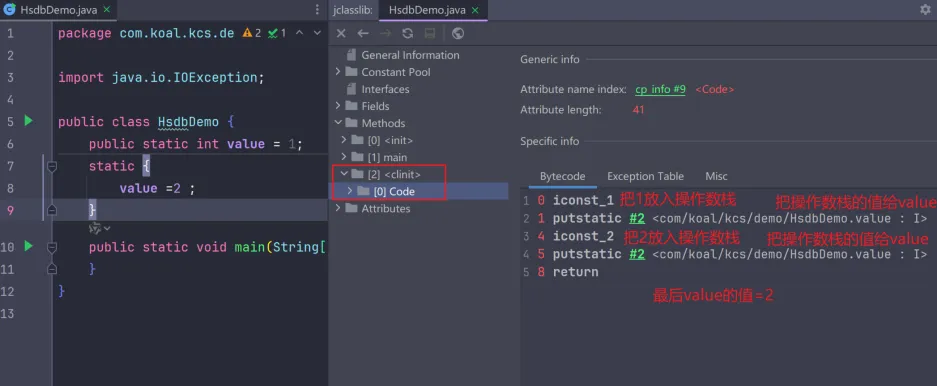 HsdbDemo.java
jclasslib:
HsdbDemo.java
1 package com.koal.kcs.de 2 1
2
3 import java.io.IOException;
4
5 public class HsdbDemo {
6 public static int value = 1;
7 static {
8 value =2 ;
9 }
10 public static void main(String[
11 }
12 }
13
General Information
Constant Pool
Interfaces
Fields
Methods
[0] <init>
[1] main
[2] <clinit>
[0] Code
Attributes
Generic info
Attribute name index: cp_info #9 <Code>
Attribute length: 41
Specific info
Bytecode Exception Table Misc
1 0 iconst_1 把1放入操作数栈 把操作数栈的值给value
2 1 putstatic #2 <com/koal/kcs/demo/HsdbDemo.value : I>
3 4 iconst_2 把2放入操作数栈 把操作数栈的值给value
4 5 putstatic #2 <com/koal/kcs/demo/HsdbDemo.value : I>
5 8 return
最后value的值=2